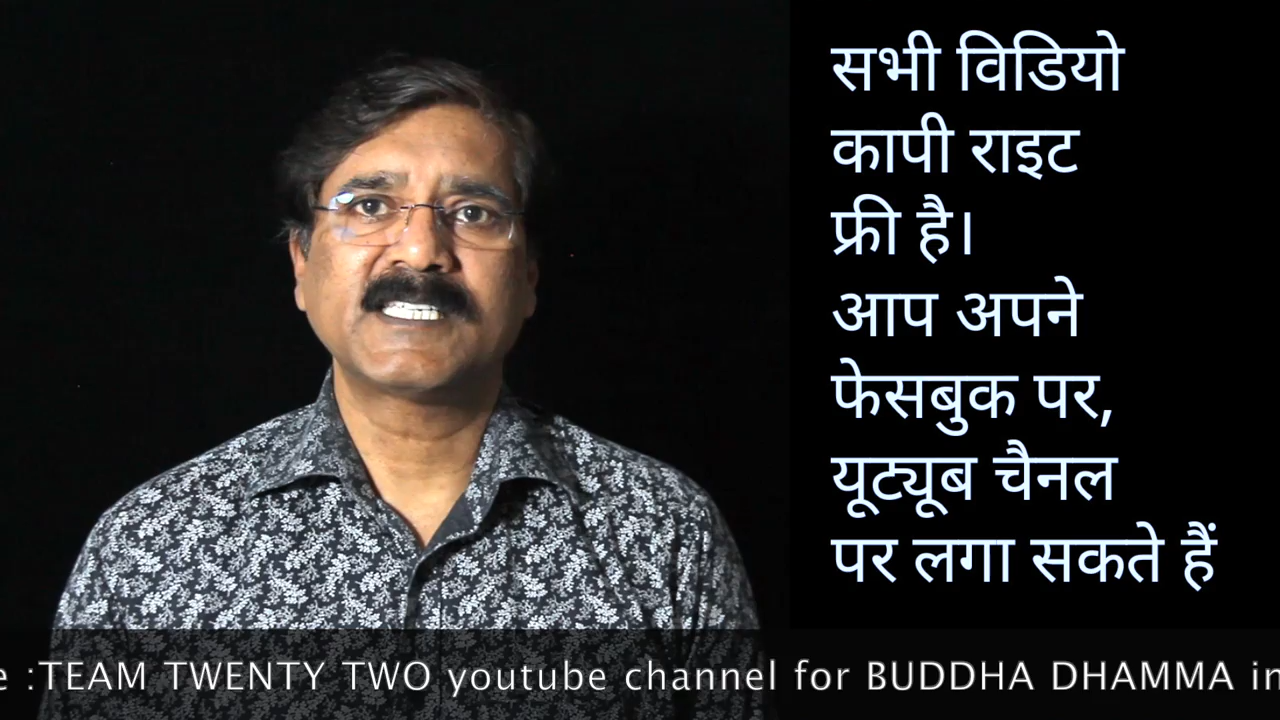 सभी विडियो
कापी राइट
फ्री है।
आप अपने
फेसबुक पर,
यूट्यूब चैनल
पर लगा सकते हैं
e :TEAM TWENTY TWO youtube channel for BUDDHA DHAMMA in